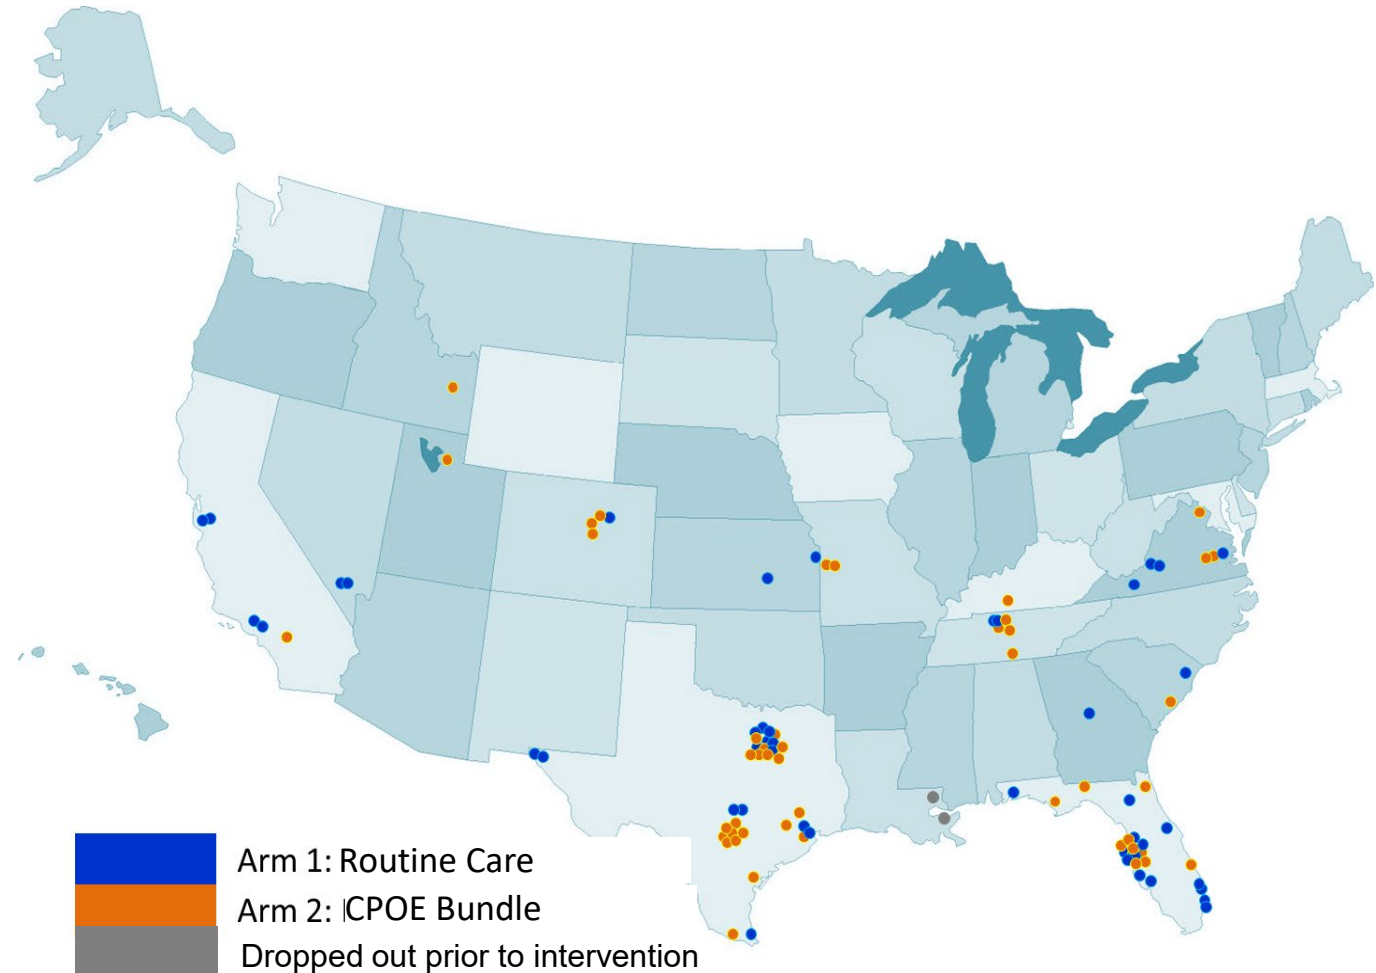 Arm 1: Routine Care
Arm 2: CPOE Bundle
Dropped out prior to intervention